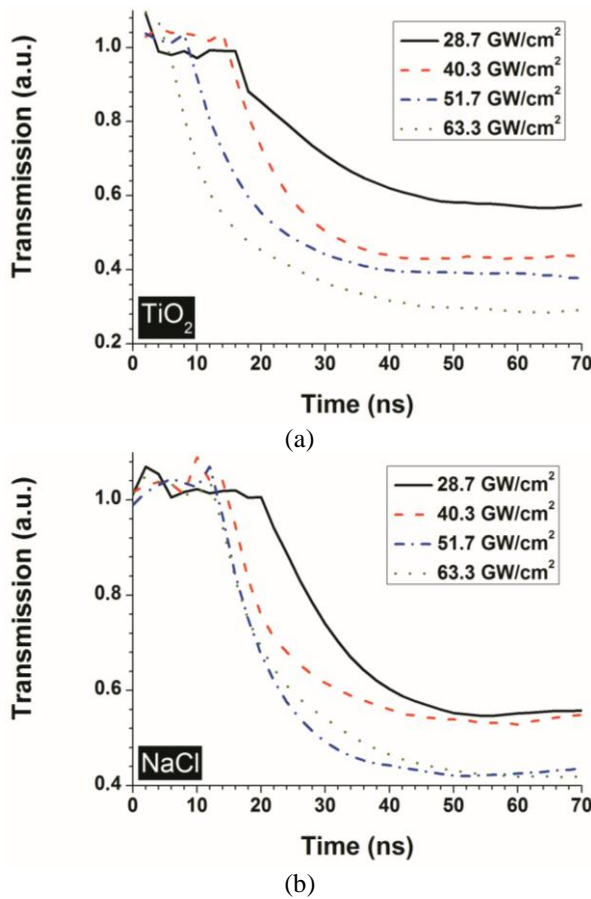 1.0
0.8
0.6
0.4
0.2
Transmission (a.u.)
28.7 GW/cm²
40.3 GW/cm²
51.7 GW/cm²
63.3 GW/cm²
TiO₂
0 10 20 30 40 50 60 70
Time (ns)
(a)
1.0
0.8
0.6
0.4
Transmission (a.u.)
28.7 GW/cm²
40.3 GW/cm²
51.7 GW/cm²
63.3 GW/cm²
NaCl
0 10 20 30 40 50 60 70
Time (ns)
(b)